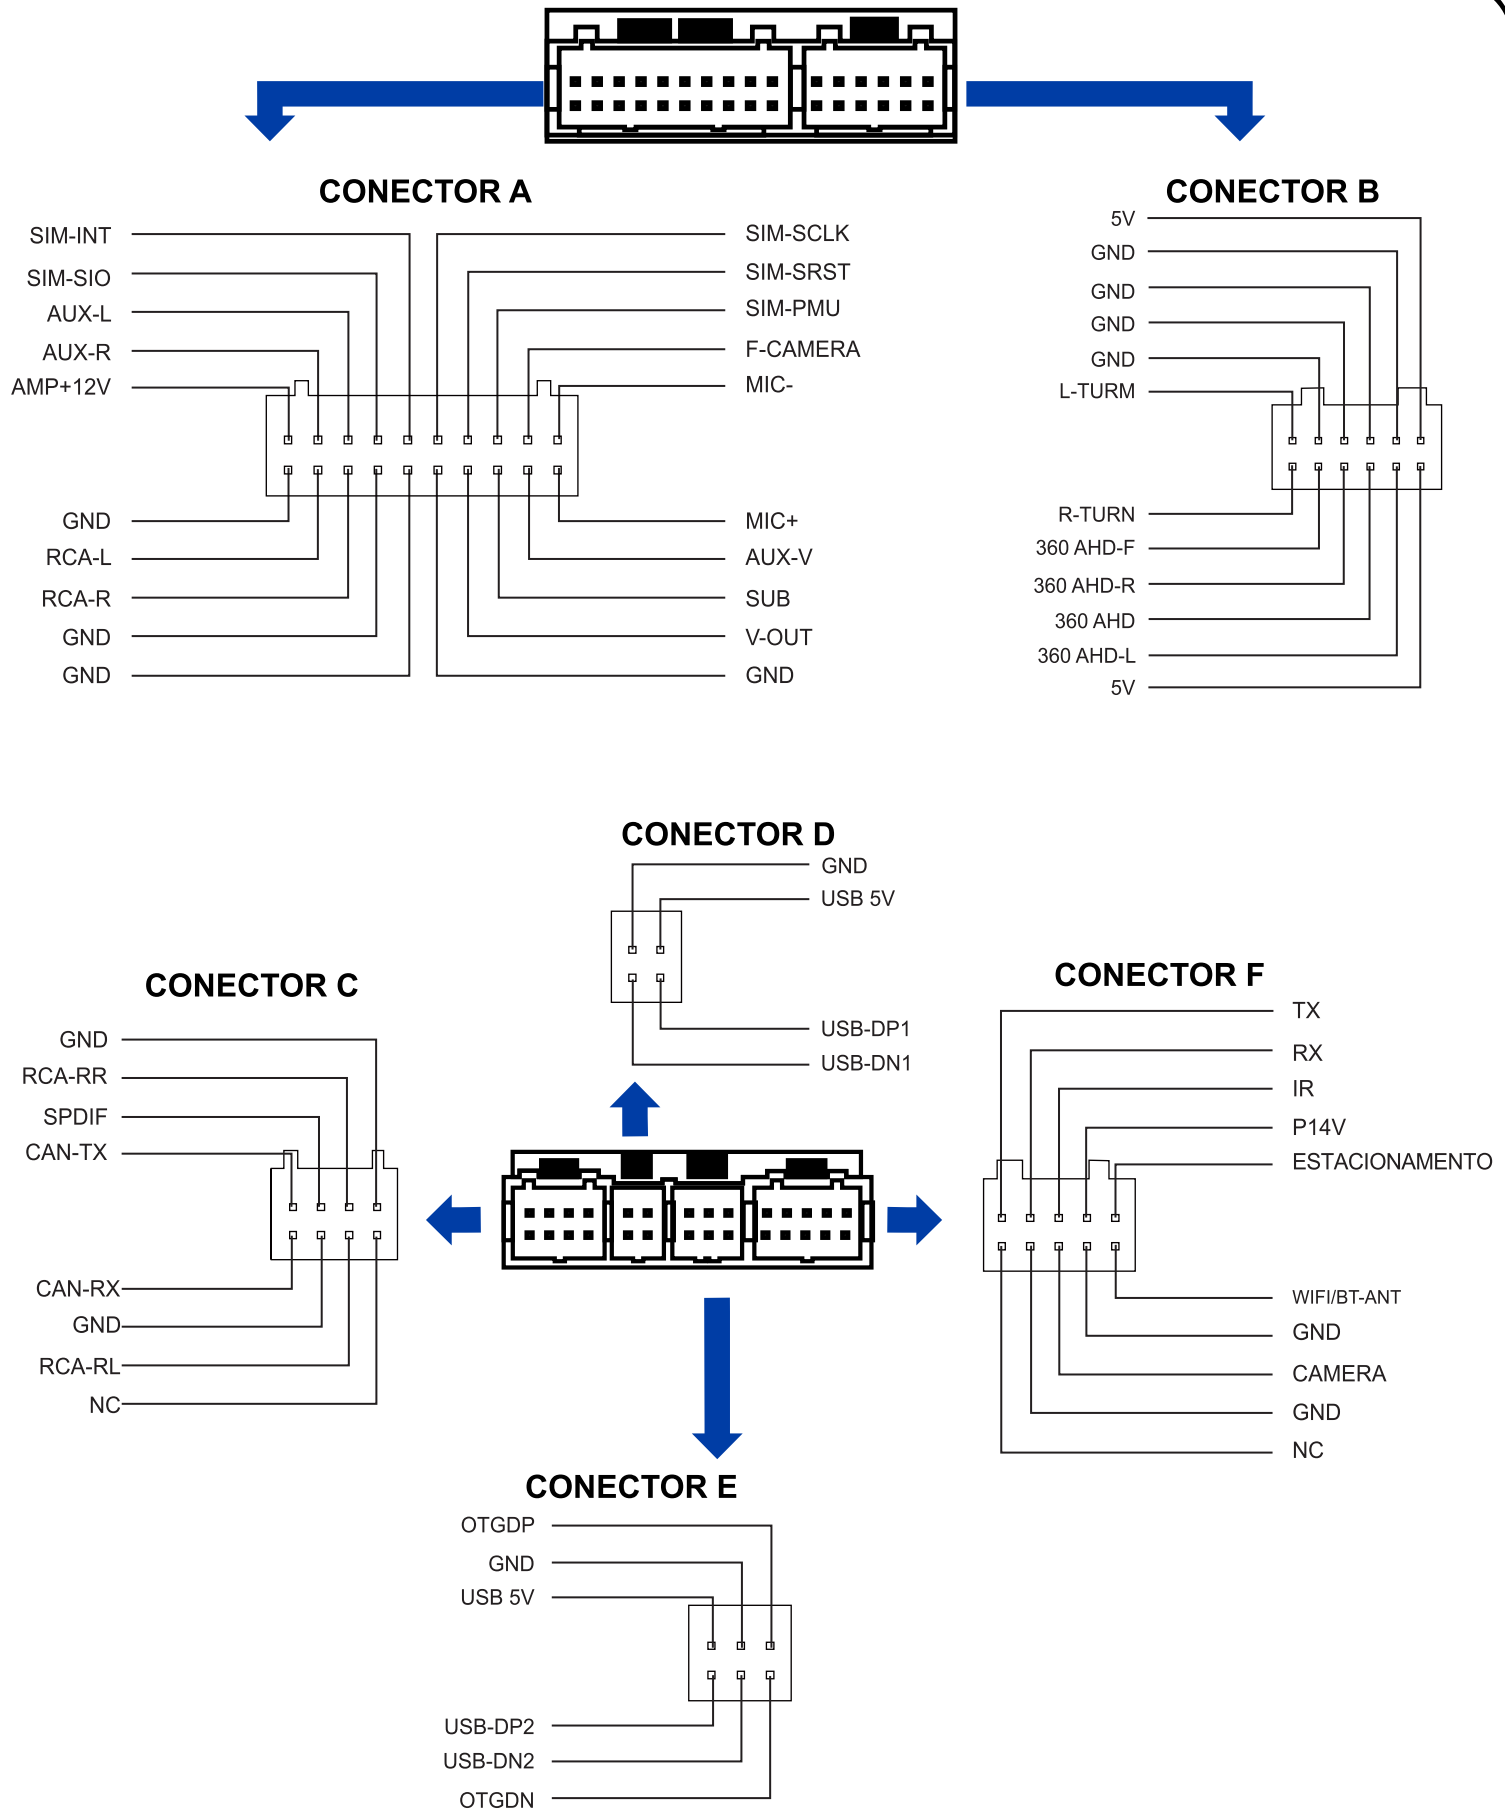 CONECTOR A
SIM-INT
SIM-SIO
AUX-L
AUX-R
AMP+12V
SIM-SCLK
SIM-SRST
SIM-PMU
F-CAMERA
MIC-
GND
RCA-L
RCA-R
GND
GND
MIC+
AUX-V
SUB
V-OUT
GND
CONECTOR B
5V
GND
GND
GND
GND
L-TURM
R-TURN
360 AHD-F
360 AHD-R
360 AHD
360 AHD-L
5V
CONECTOR D
GND
USB 5V
USB-DP1
USB-DN1
CONECTOR C
GND
RCA-RR
SPDIF
CAN-TX
CAN-RX
GND
RCA-RL
NC
CONECTOR F
TX
RX
IR
P14V
ESTACIONAMENTO
WIFI/BT-ANT
GND
CAMERA
GND
NC
CONECTOR E
OTGDP
GND
USB 5V
USB-DP2
USB-DN2
OTGDN